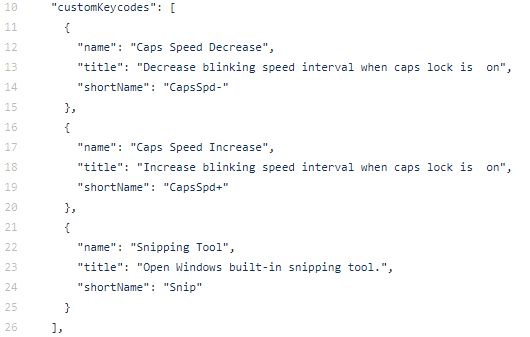 10 "customKeycodes": [
11 {
12 "name": "Caps Speed Decrease",
13 "title": "Decrease blinking speed interval when caps lock is  on",
14 "shortName": "CapsSpd-"
15 },
16 {
17 "name": "Caps Speed Increase",
18 "title": "Increase blinking speed interval when caps lock is  on",
19 "shortName": "CapsSpd+"
20 },
21 {
22 "name": "Snipping Tool",
23 "title": "Open Windows built-in snipping tool.",
24 "shortName": "Snip"
25 }
26 ],